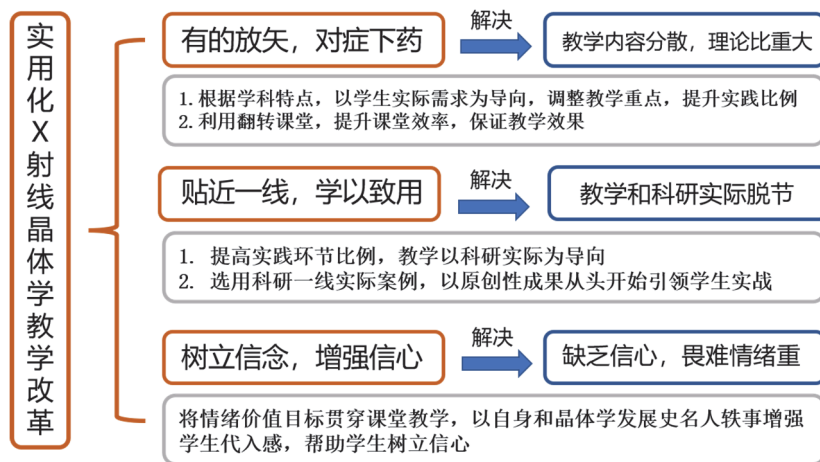 实用化X射线晶体学教学改革
有的放矢，对症下药
解决
教学内容分散，理论比重大
1.根据学科特点，以学生实际需求为导向，调整教学重点，提升实践比例
2.利用翻转课堂，提升课堂效率，保证教学效果
贴近一线，学以致用
解决
教学和科研实际脱节
1. 提高实践环节比例，教学以科研实际为导向
2. 选用科研一线实际案例，以原创性成果从头开始引领学生实战
树立信念，增强信心
解决
缺乏信心，畏难情绪重
将情绪价值目标贯穿课堂教学，以自身和晶体学发展史名人轶事增强
学生代入感，帮助学生树立信心